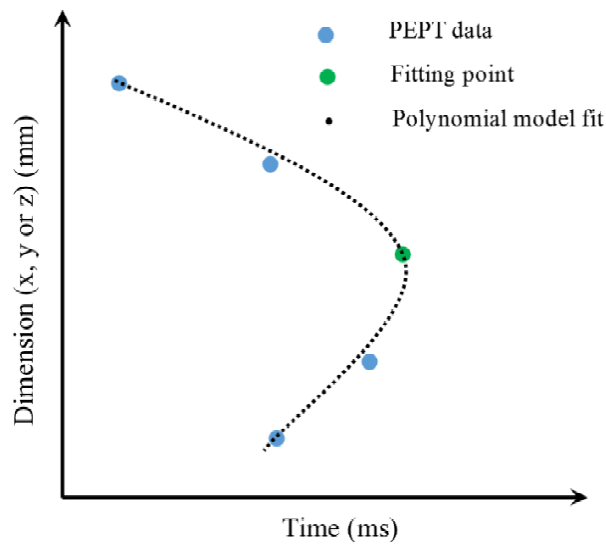 PEPT data
Fitting point
Polynomial model fit
Dimension (x, y or z) (mm)
Time (ms)